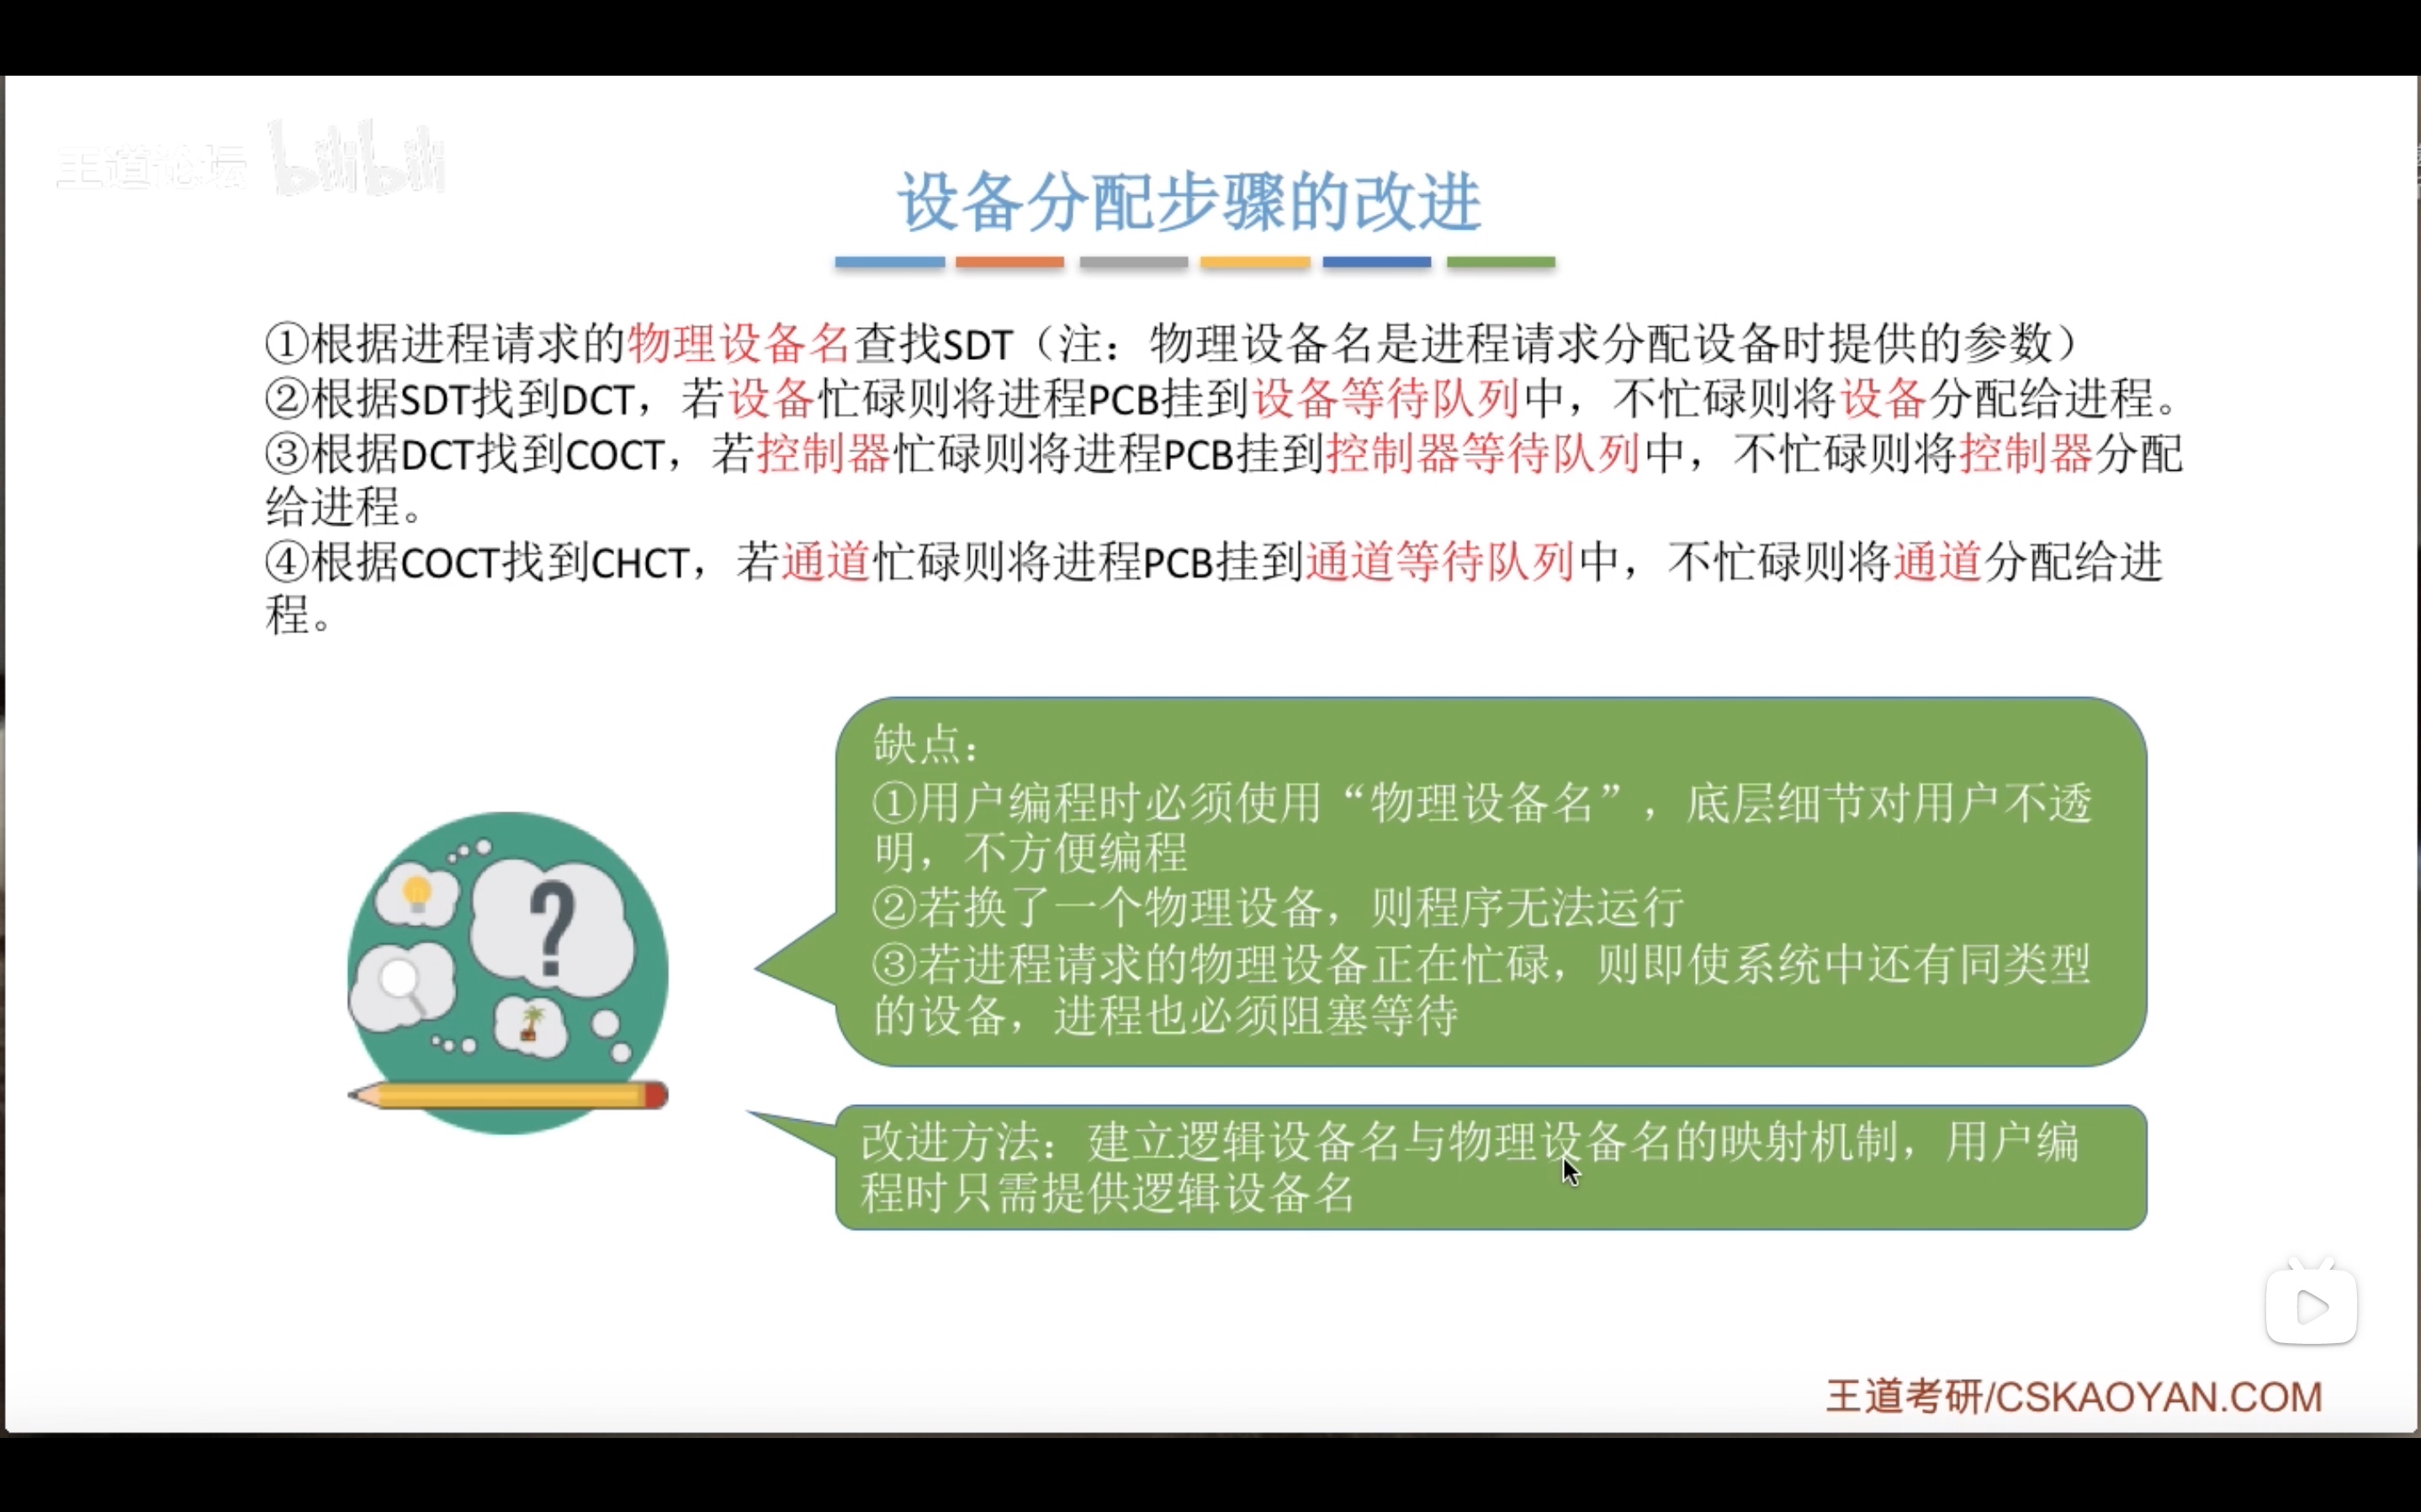 王道论坛 bilibili
设备分配步骤的改进
①根据进程请求的物理设备名查找SDT（注：物理设备名是进程请求分配设备时提供的参数）
②根据SDT找到DCT，若设备忙碌则将进程PCB挂到设备等待队列中，不忙碌则将设备分配给进程。
③根据DCT找到COCT，若控制器忙碌则将进程PCB挂到控制器等待队列中，不忙碌则将控制器分配
给进程。
④根据COCT找到CHCT，若通道忙碌则将进程PCB挂到通道等待队列中，不忙碌则将通道分配给进
程。
缺点：
①用户编程时必须使用“物理设备名”，底层细节对用户不透
明，不方便编程
②若换了一个物理设备，则程序无法运行
③若进程请求的物理设备正在忙碌，则即使系统中还有同类型
的设备，进程也必须阻塞等待
?
改进方法：建立逻辑设备名与物理设备名的映射机制，用户编
程时只需提供逻辑设备名
王道考研/CSKAOYAN.COM